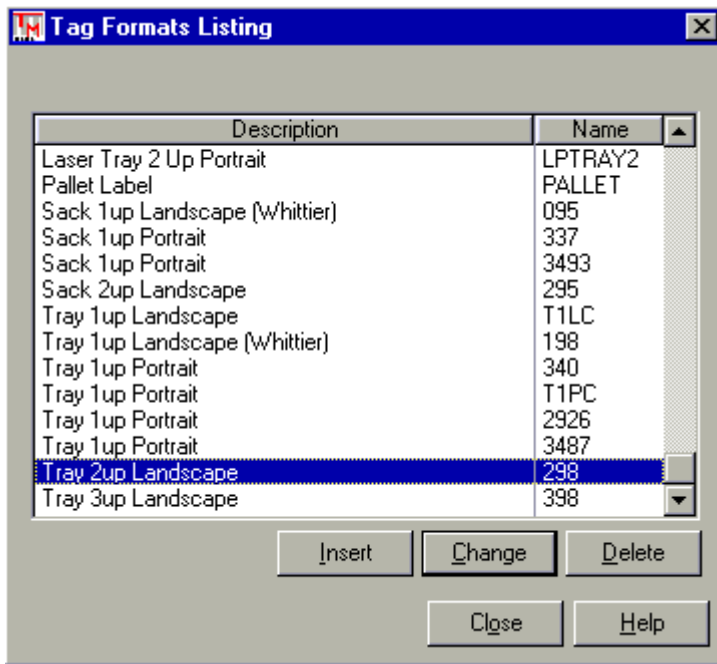 Tag Formats Listing
Description Name
Laser Tray 2 Up Portrait LPTRAY2
Pallet Label PALLET
Sack 1up Landscape (Whittier) 095
Sack 1up Portrait 337
Sack 1up Portrait 3493
Sack 2up Landscape 295
Tray 1up Landscape T1LC
Tray 1up Landscape (Whittier) 198
Tray 1up Portrait 340
Tray 1up Portrait T1PC
Tray 1up Portrait 2926
Tray 1up Portrait 3487
Tray 2up Landscape 298
Tray 3up Landscape 398
Insert Change Delete
Close Help